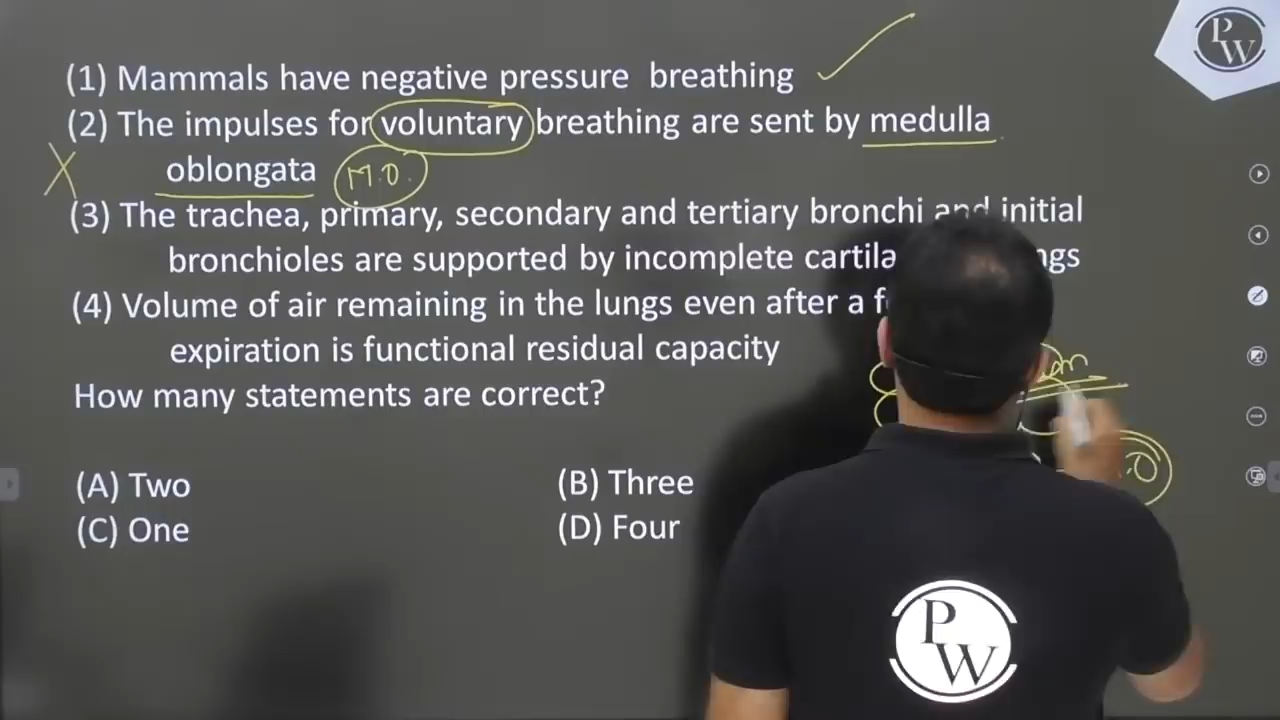 (1) Mammals have negative pressure breathing
(2) The impulses for voluntary breathing are sent by medulla
oblongata M.O.
(3) The trachea, primary, secondary and tertiary bronchi and initial
bronchioles are supported by incomplete
(4) Volume of air remaining in the lungs even after a
expiration is functional residual capacity
How many statements are correct?
(A) Two (B) Three
(C) One (D) Four
PW
PW